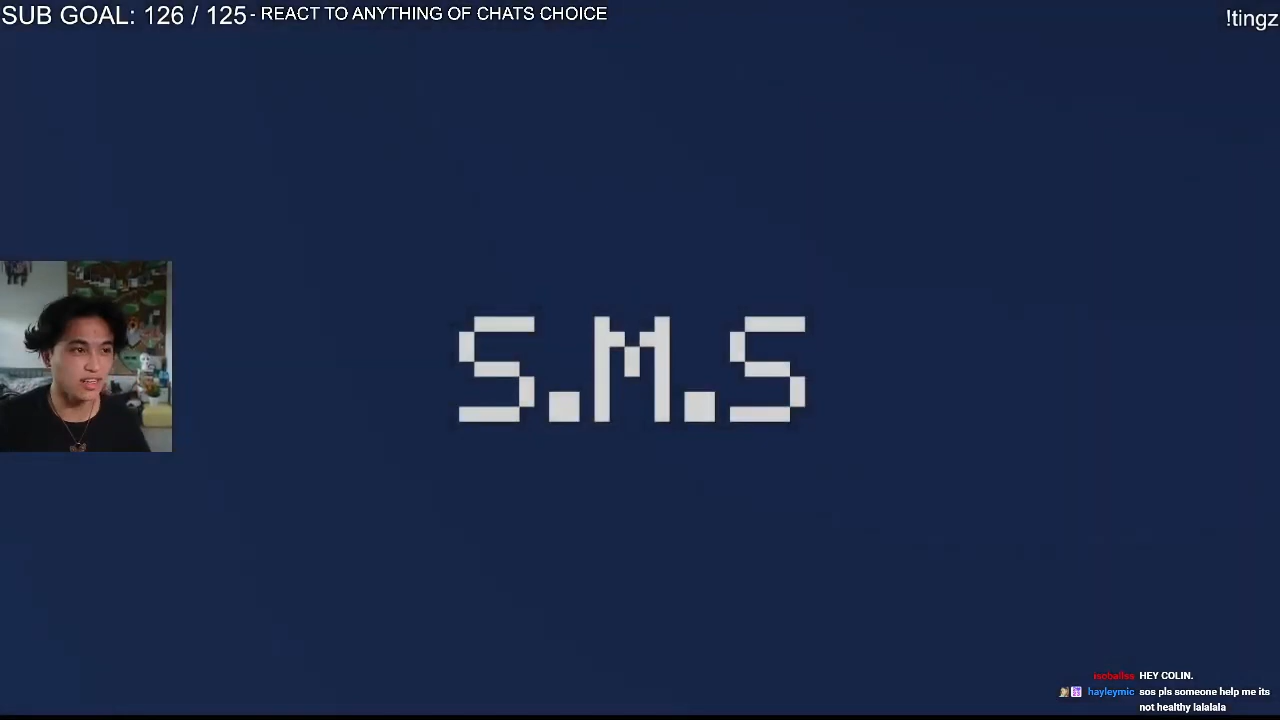 SUB GOAL: 126 / 125 - REACT TO ANYTHING OF CHATS CHOICE
!tingz
S.M.S
isoballss HEY COLIN.
hayleymic sos pls someone help me its
not healthy lalalala